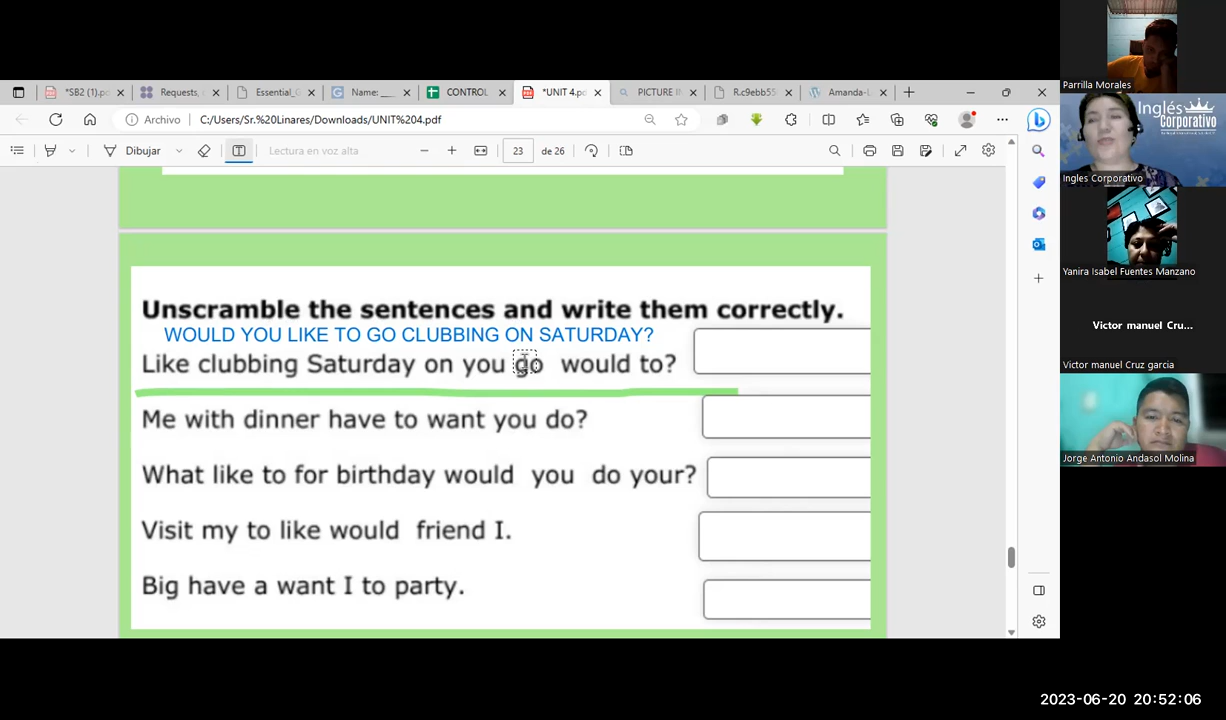 *SB2 (1).pc
Requests,
Essential_G
Name: ___
CONTROL
*UNIT 4.pc
PICTURE II
R.c9ebb55
Amanda-L
Archivo
C:/Users/Sr.%20Linares/Downloads/UNIT%204.pdf
Dibujar
Lectura en voz alta
23
de 26
Unscramble the sentences and write them correctly.
WOULD YOU LIKE TO GO CLUBBING ON SATURDAY?
Like clubbing Saturday on you go would to?
Me with dinner have to want you do?
What like to for birthday would you do your?
Visit my to like would friend I.
Big have a want I to party.
Parrilla Morales
Inglés
Corporativo
Ingles Corporativo
Yanira Isabel Fuentes Manzano
Victor manuel Cru...
Victor manuel Cruz garcia
Jorge Antonio Andasol Molina
2023-06-20 20:52:06